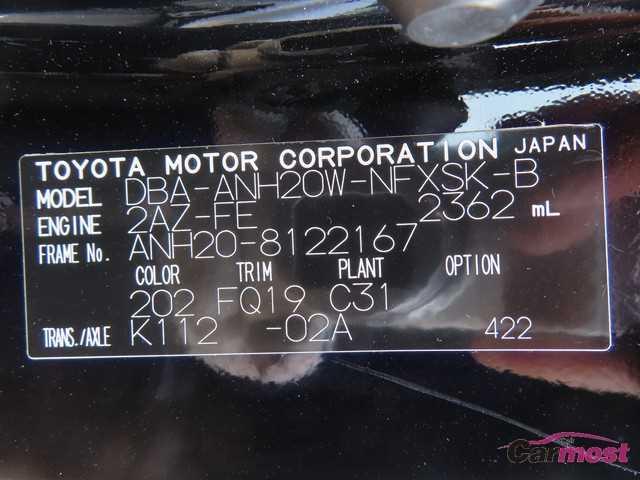 TOYOTA MOTOR CORPORATION JAPAN
MODEL DBA-ANH20W-NFXSK-B
ENGINE 2AZ-FE 2362 mL
FRAME No. ANH20-8122167
COLOR TRIM PLANT OPTION
202 FQ19 C31
TRANS./AXLE K112 -02A 422
Carmost